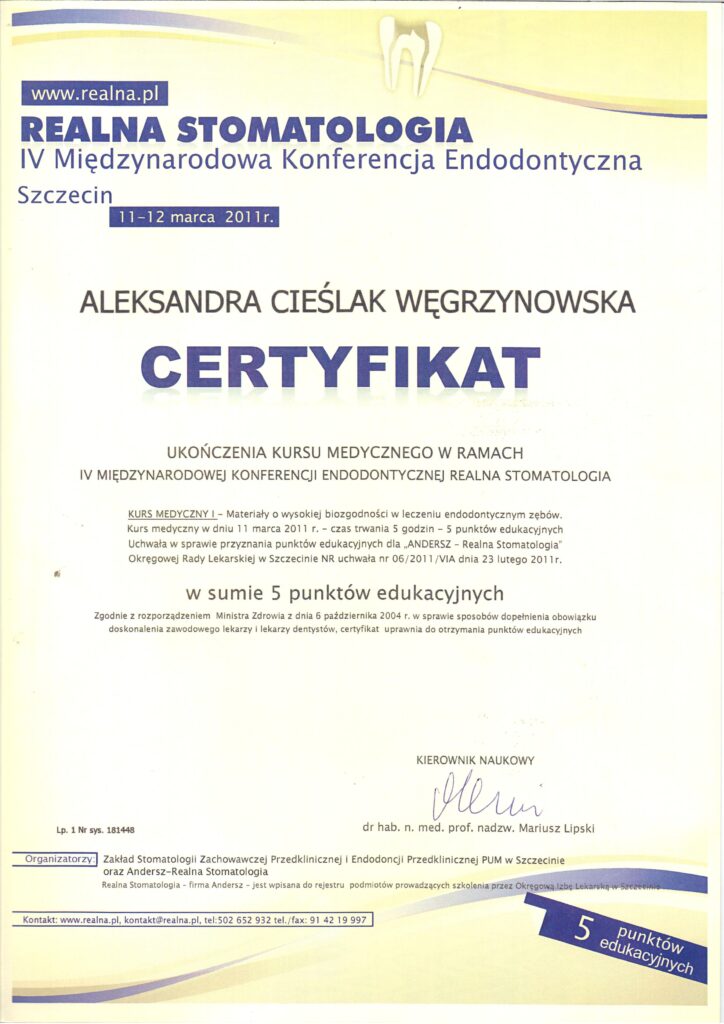 www.realna.pl
REALNA STOMATOLOGIA
IV Międzynarodowa Konferencja Endodontyczna
Szczecin
11-12 marca 2011r.
ALEKSANDRA CIEŚLAK WĘGRZYNOWSKA
CERTYFIKAT
UKOŃCZENIA KURSU MEDYCZNEGO W RAMACH
IV MIĘDZYNARODOWEJ KONFERENCJI ENDODONTYCZNEJ REALNA STOMATOLOGIA
KURS MEDYCZNY I – Materiały o wysokiej biozgodności w leczeniu endodontycznym zębów.
Kurs medyczny w dniu 11 marca 2011 r. – czas trwania 5 godzin – 5 punktów edukacyjnych
Uchwała w sprawie przyznania punktów edukacyjnych dla „ANDERSZ – Realna Stomatologia"
Okręgowej Rady Lekarskiej w Szczecinie NR uchwała nr 06/2011/VIA dnia 23 lutego 2011r.
w sumie 5 punktów edukacyjnych
Zgodnie z rozporządzeniem Ministra Zdrowia z dnia 6 października 2004 r. w sprawie sposobów dopełnienia obowiązku
doskonalenia zawodowego lekarzy i lekarzy dentystów, certyfikat uprawnia do otrzymania punktów edukacyjnych
KIEROWNIK NAUKOWY
dr hab. n. med. prof. nadzw. Mariusz Lipski
Lp. 1 Nr sys. 181448
Organizatorzy: Zakład Stomatologii Zachowawczej Przedklinicznej i Endodoncji Przedklinicznej PUM w Szczecinie
oraz Andersz-Realna Stomatologia
Realna Stomatologia - firma Andersz - jest wpisana do rejestru podmiotów prowadzących szkolenia przez Okręgową Izbę Lekarską w Szczecinie
Kontakt: www.realna.pl, kontakt@realna.pl, tel:502 652 932 tel./fax: 91 42 19 997
5 punktów
edukacyjnych